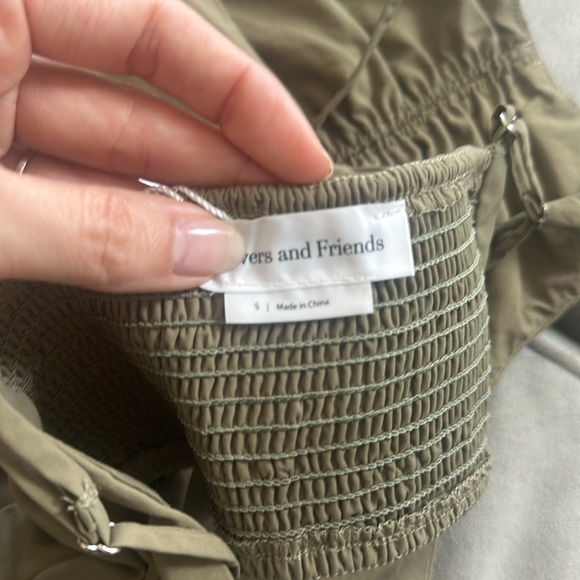 vers and Friends
S | Made in China